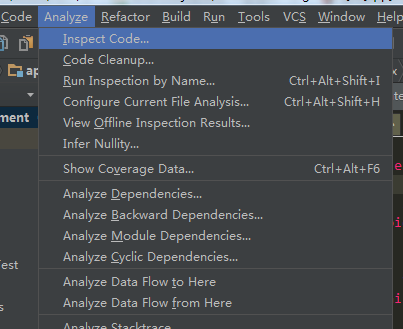 Code Analyze Refactor Build Run Tools VCS Window Help
Inspect Code...
Code Cleanup...
Run Inspection by Name... Ctrl+Alt+Shift+I
Configure Current File Analysis... Ctrl+Alt+Shift+H
View Offline Inspection Results...
Infer Nullity...
Show Coverage Data... Ctrl+Alt+F6
Analyze Dependencies...
Analyze Backward Dependencies...
Analyze Module Dependencies...
Analyze Cyclic Dependencies...
Analyze Data Flow to Here
Analyze Data Flow from Here
Analyze Stacktrace